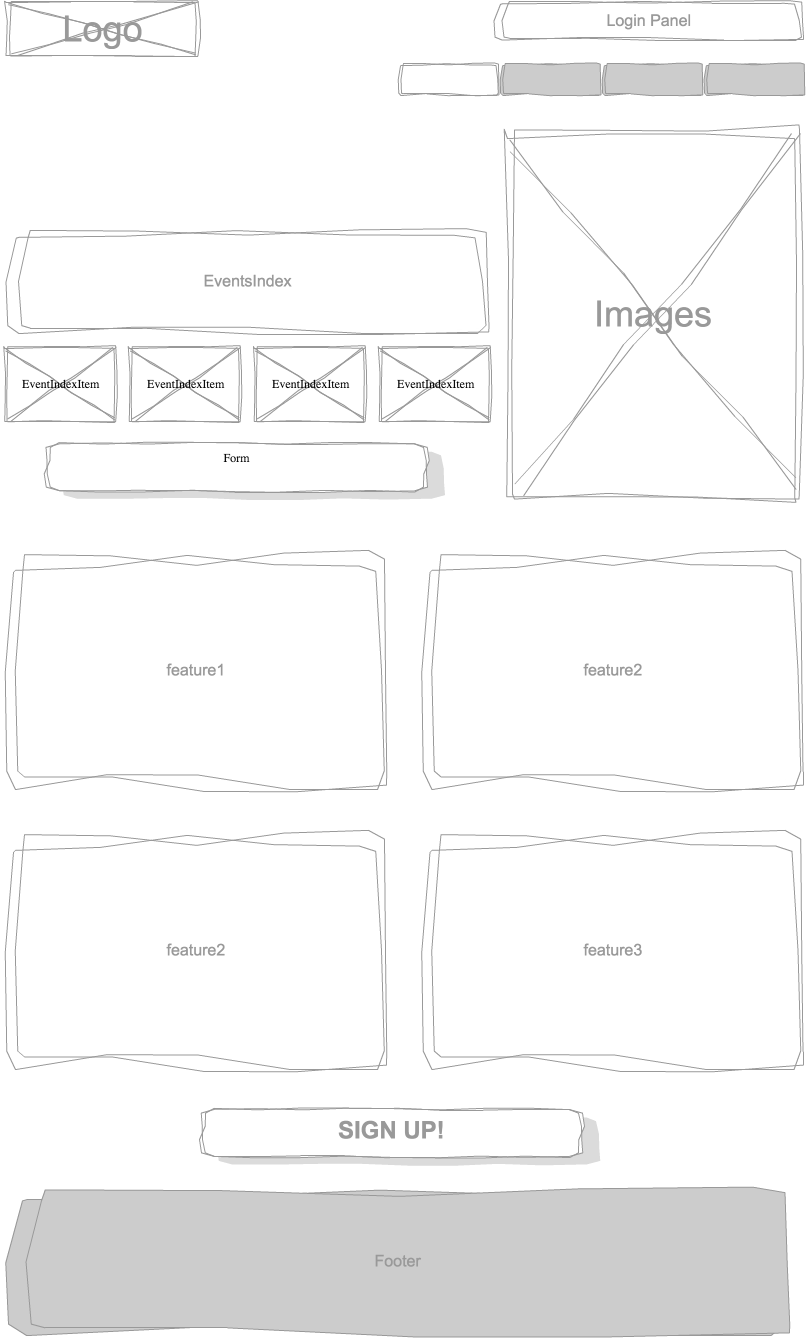 Logo
Login Panel
Images
EventsIndex
EventIndexItem
EventIndexItem
EventIndexItem
EventIndexItem
Form
feature1
feature2
feature2
feature3
SIGN UP!
Footer